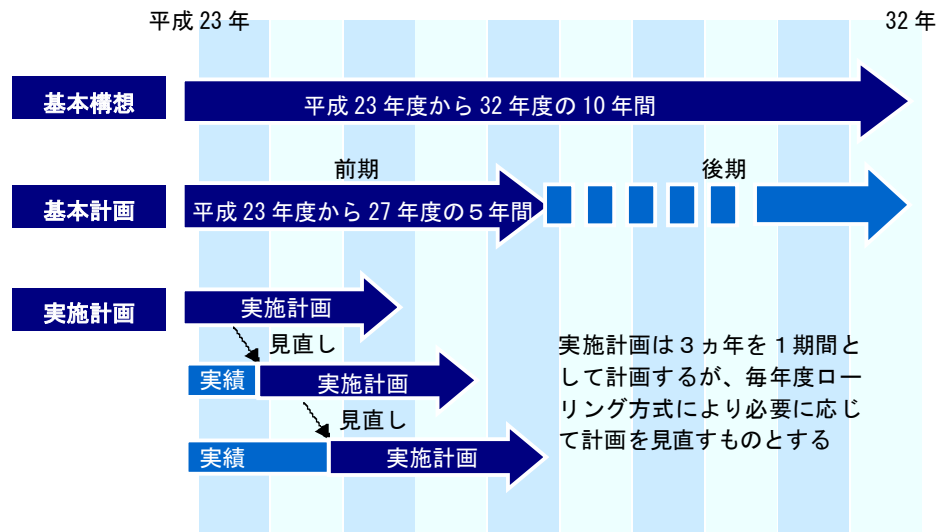 平成 23 年
32 年
基本構想
平成 23 年度から 32 年度の 10 年間
前期
後期
基本計画
平成 23 年度から 27 年度の５年間
実施計画
実施計画
見直し
実績
実施計画
見直し
実績
実施計画
実施計画は３ヵ年を１期間と
して計画するが、毎年度ロー
リング方式により必要に応じ
て計画を見直すものとする